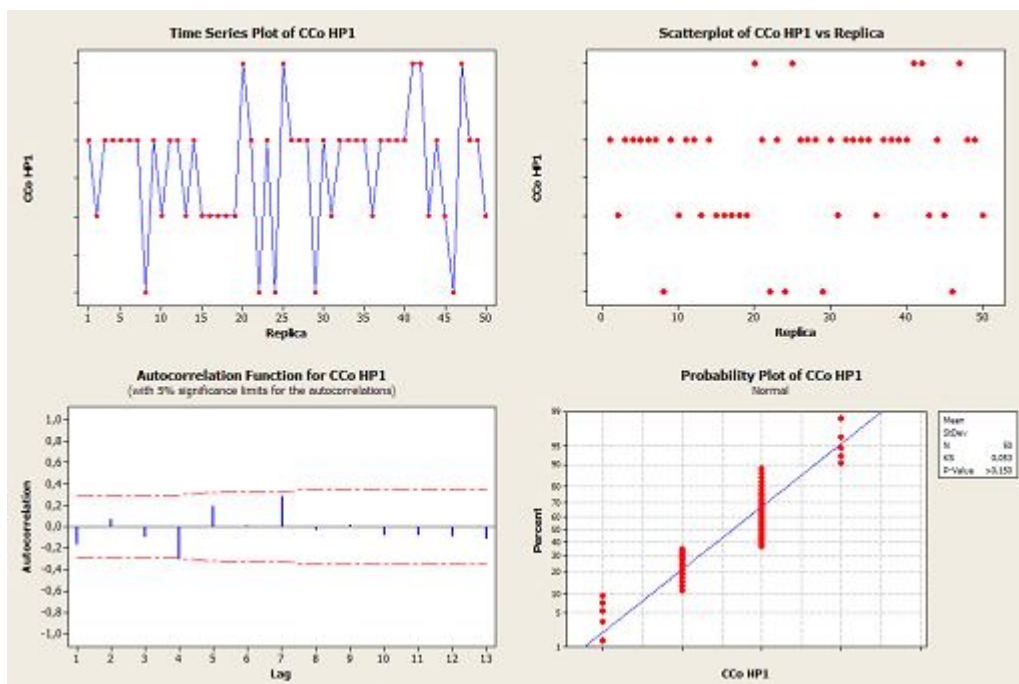 Time Series Plot of CCo HP1
CCo HP1
1 5 10 15 20 25 30 35 40 45 50
Replica
Scatterplot of CCo HP1 vs Replica
CCo HP1
0 10 20 30 40 50
Replica
Autocorrelation Function for CCo HP1
(with 5% significance limits for the autocorrelations)
Autocorrelation
1,0
0,8
0,6
0,4
0,2
0,0
-0,2
-0,4
-0,6
-0,8
-1,0
1 2 3 4 5 6 7 8 9 10 11 12 13
Lag
Probability Plot of CCo HP1
Normal
Percent
99
95
90
80
70
60
50
40
30
20
10
5
1
CCo HP1
Mean
StDev
N 50
KS 0,053
P-Value >0,150